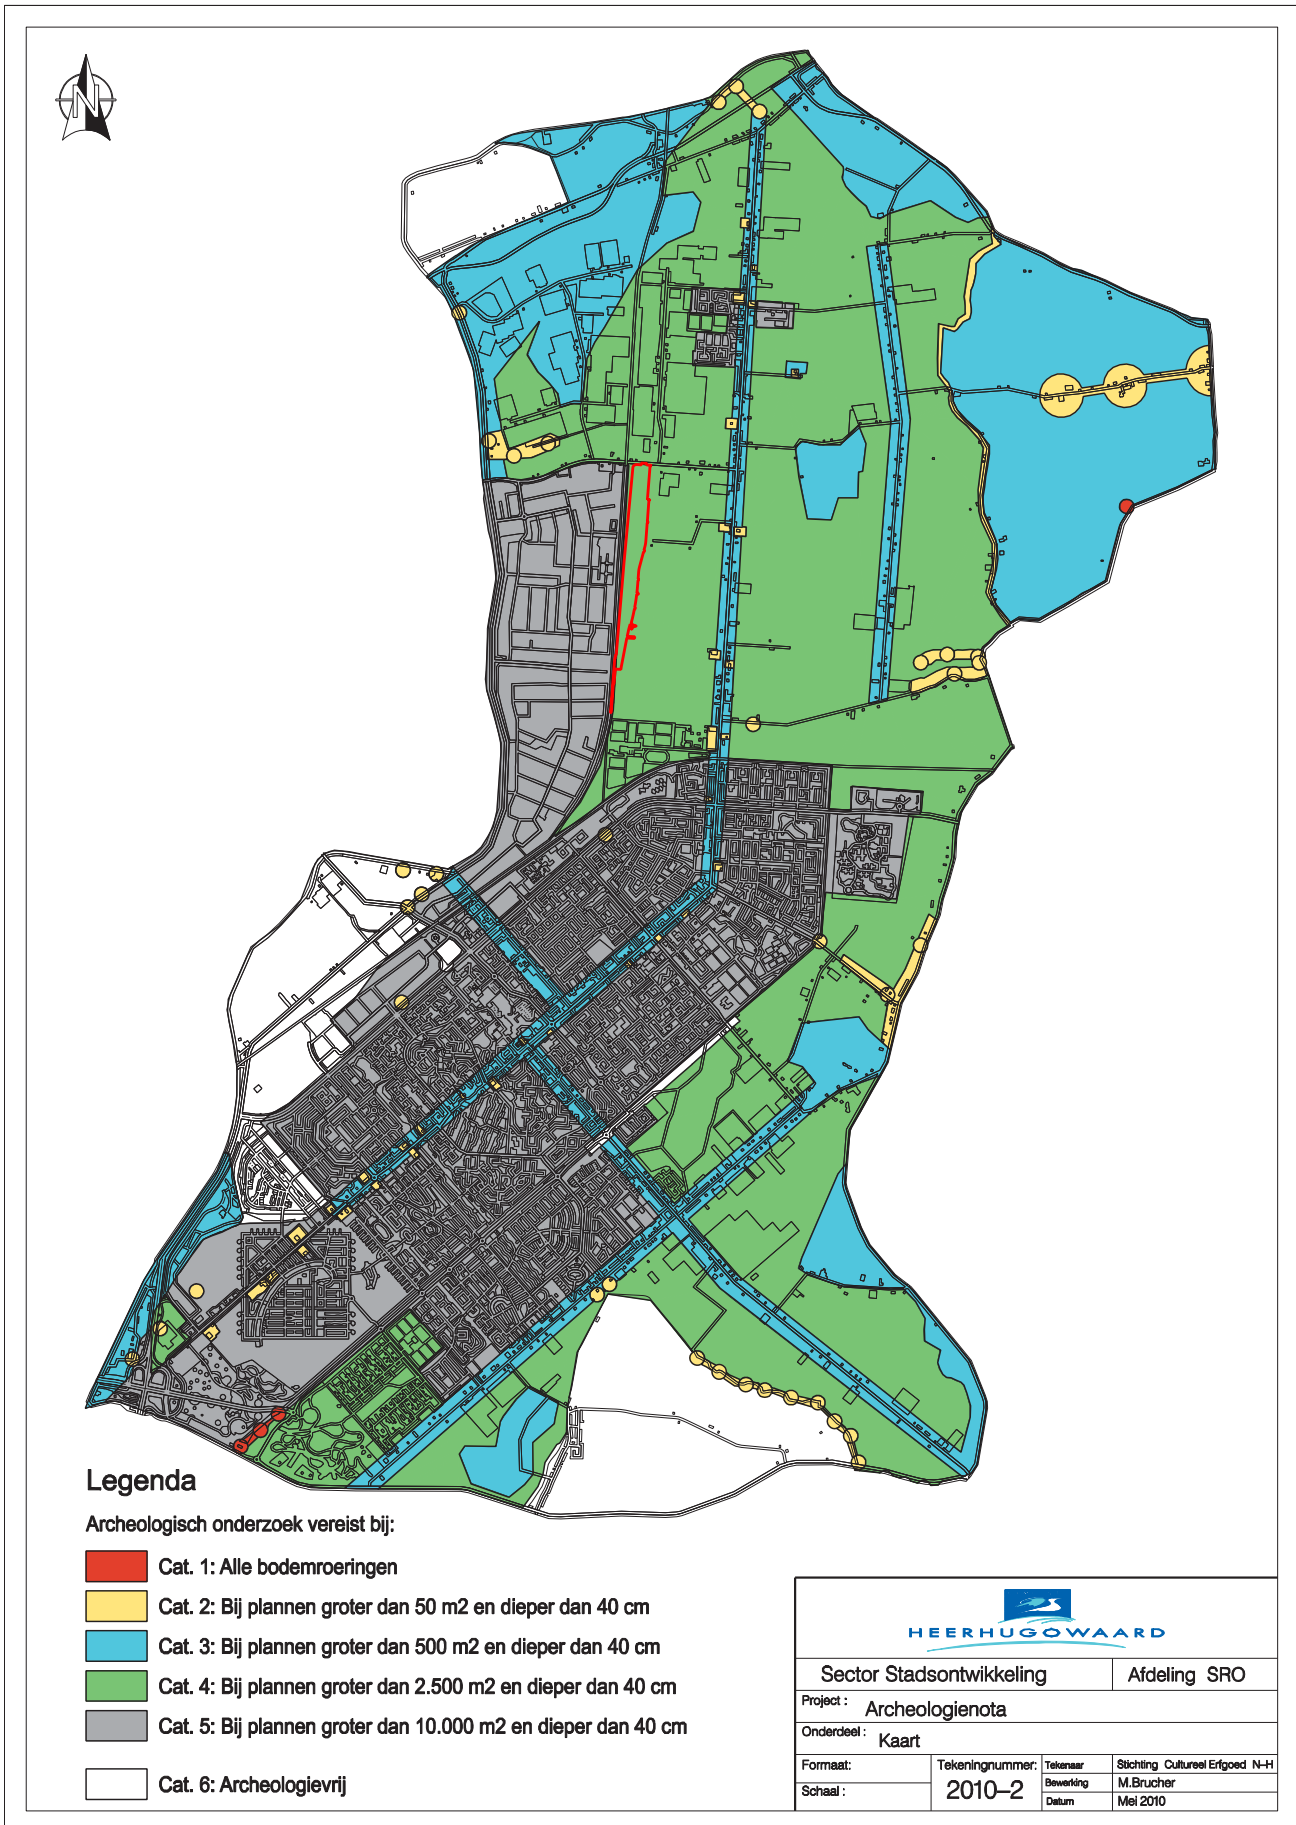 N
Legenda
Archeologisch onderzoek vereist bij:
Cat. 1: Alle bodemroeringen
Cat. 2: Bij plannen groter dan 50 m2 en dieper dan 40 cm
Cat. 3: Bij plannen groter dan 500 m2 en dieper dan 40 cm
Cat. 4: Bij plannen groter dan 2.500 m2 en dieper dan 40 cm
Cat. 5: Bij plannen groter dan 10.000 m2 en dieper dan 40 cm
Cat. 6: Archeologievrij
HEERHUGOWAARD
Sector Stadsontwikkeling Afdeling SRO
Project : Archeologienota
Onderdeel : Kaart
Formaat:
Schaal :
Tekeningnummer:
2010–2
Tekenaar Stichting Cultureel Erfgoed N–H
Bewerking M.Brucher
Datum Mei 2010